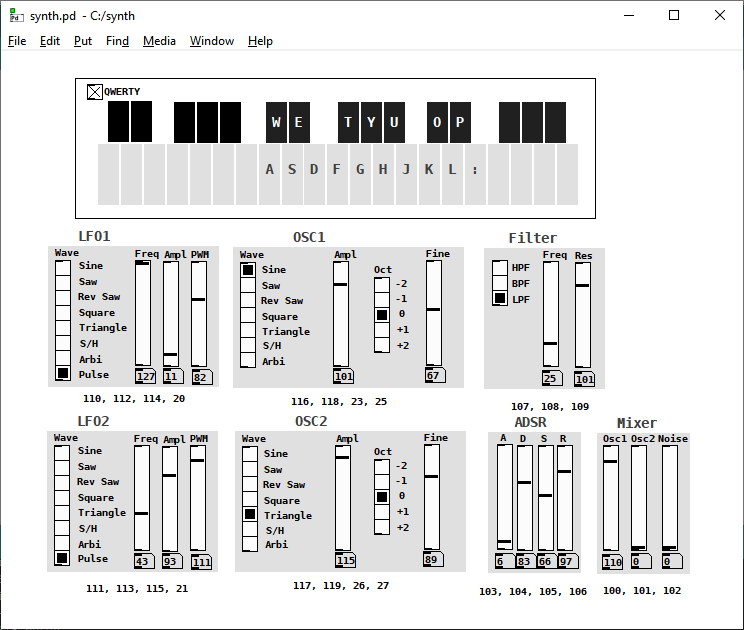 synth.pd - C:/synth
File Edit Put Find Media Window Help
QWERTY
W E T Y U O P
A S D F G H J K L :
LFO1
Wave Freq Ampl PWM
Sine
Saw
Rev Saw
Square
Triangle
S/H
Arbi
Pulse
127 11 82
110, 112, 114, 20
OSC1
Wave Ampl Oct Fine
Sine
Saw -2
Rev Saw -1
Square 0
Triangle +1
S/H +2
Arbi
101 67
116, 118, 23, 25
Filter
Freq Res
HPF
BPF
LPF
25 101
107, 108, 109
LFO2
Wave Freq Ampl PWM
Sine
Saw
Rev Saw
Square
Triangle
S/H
Arbi
Pulse
43 93 111
111, 113, 115, 21
OSC2
Wave Ampl Oct Fine
Sine
Saw -2
Rev Saw -1
Square 0
Triangle +1
S/H +2
Arbi
115 89
117, 119, 26, 27
ADSR
A D S R
6 83 66 97
103, 104, 105, 106
Mixer
Osc1 Osc2 Noise
110 0 0
100, 101, 102